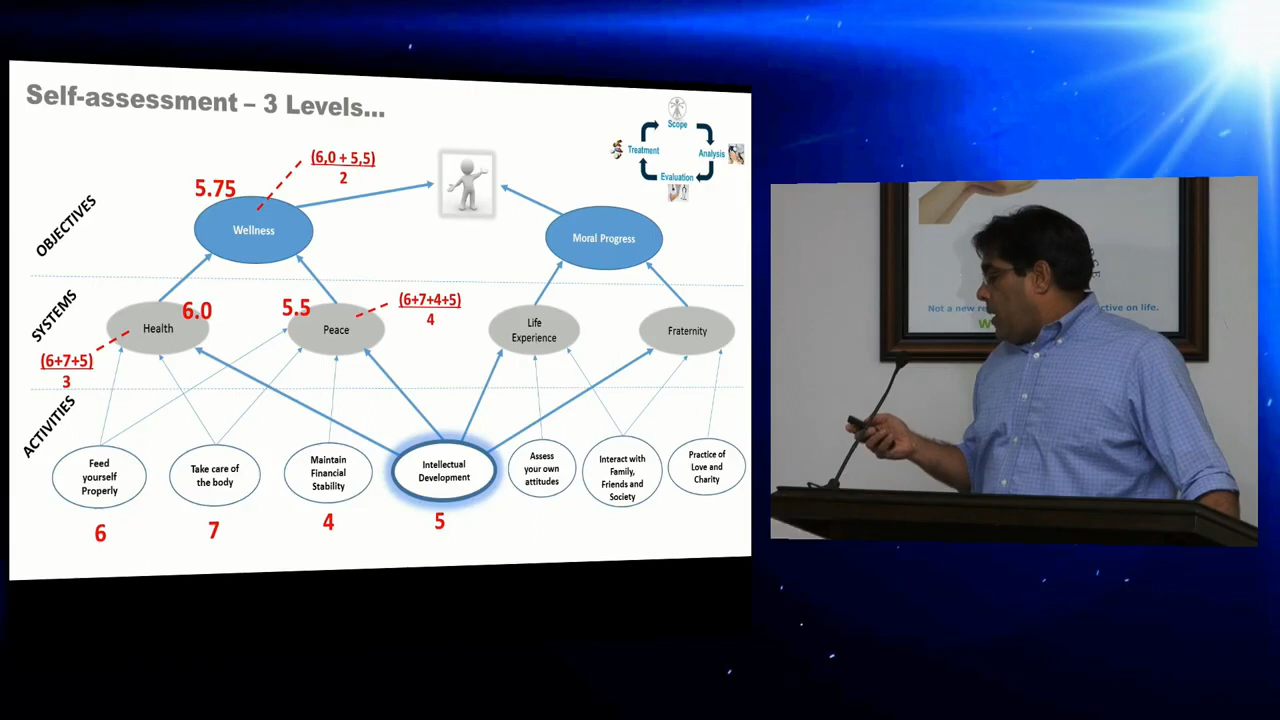 Self-assessment – 3 Levels...
Scope
Analysis
Evaluation
Treatment
OBJECTIVES
5.75
(6,0 + 5,5)
2
Wellness
Moral Progress
SYSTEMS
Health
6.0
(6+7+5)
3
5.5
Peace
(6+7+4+5)
4
Life
Experience
Fraternity
ACTIVITIES
Feed
yourself
Properly
6
Take care of
the body
7
Maintain
Financial
Stability
4
Intellectual
Development
5
Assess
your own
attitudes
Interact with
Family,
Friends and
Society
Practice of
Love and
Charity
Not a new
ctive on life.
W